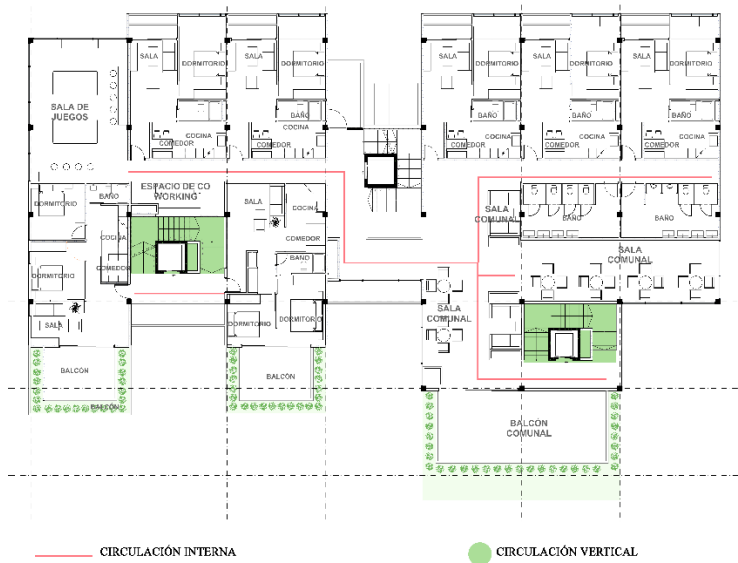 SALA
DORMITORIO
SALA
DORMITORIO
SALA
DORMITORIO
SALA
DORMITORIO
SALA
DORMITORIO
SALA DE
JUEGOS
BAÑO
COCINA
COMEDOR
BAÑO
COCINA
COMEDOR
BAÑO
COCINA
COMEDOR
BAÑO
COCINA
COMEDOR
BAÑO
COCINA
COMEDOR
ESPACIO DE CO
WORKING
DORMITORIO
BAÑO
COCINA
COMEDOR
DORMITORIO
SALA
SALA
COCINA
COMEDOR
BAÑO
DORMITORIO
DORMITORIO
SALA
COMUNAL
BAÑO
BAÑO
SALA
COMUNAL
SALA
COMUNAL
BALCÓN
BALCÓN
BALCÓN
BALCÓN
COMUNAL
CIRCULACIÓN INTERNA
CIRCULACIÓN VERTICAL